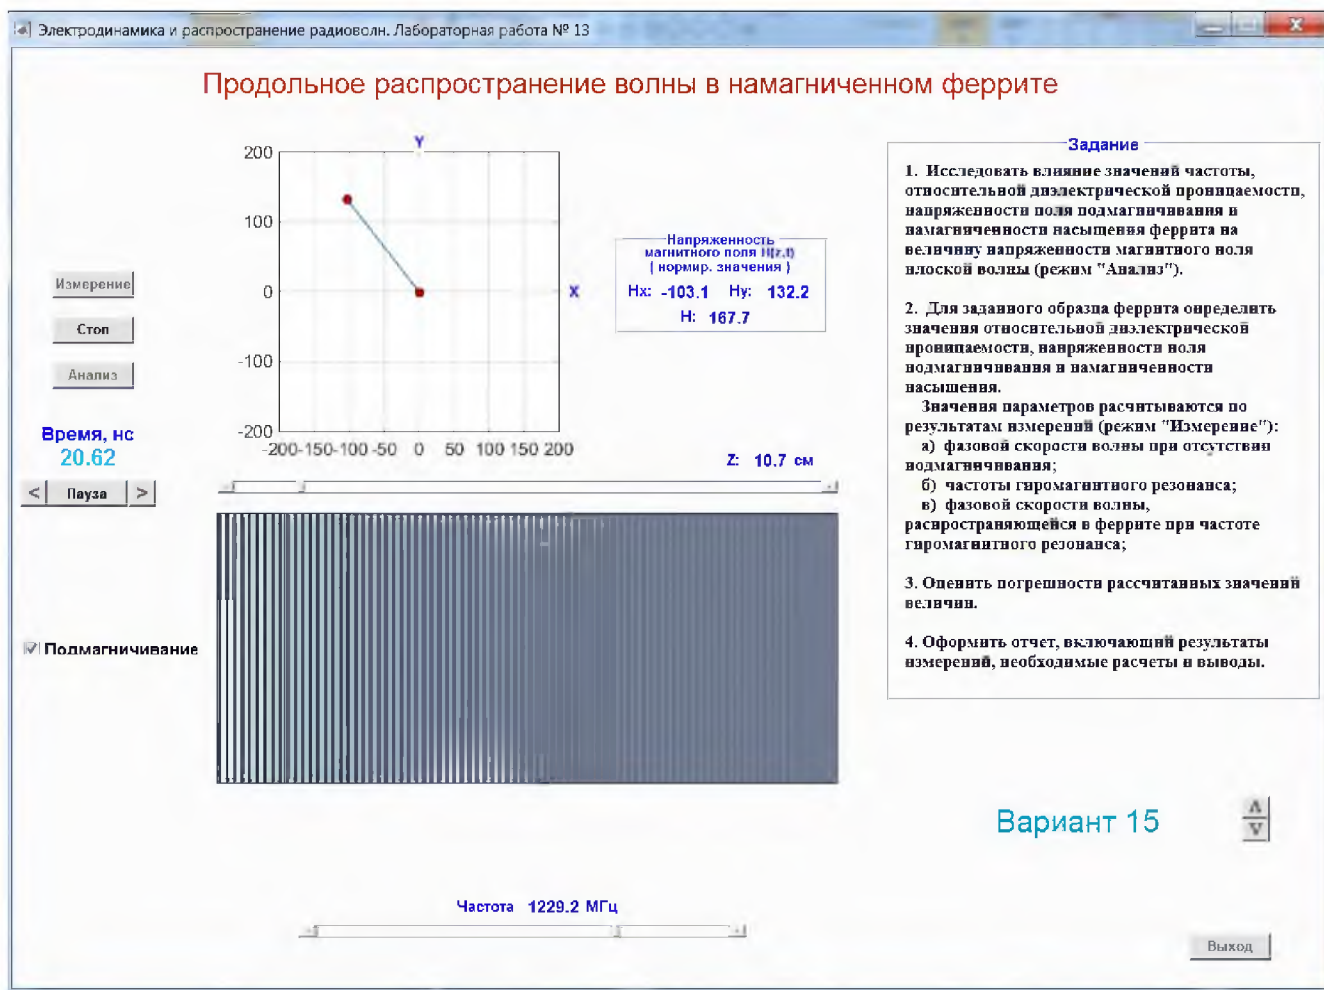 Электродинамика и распространение радиоволн. Лабораторная работа № 13
Продольное распространение волны в намагниченном феррите
Y
200
100
0
-100
-200
-200-150-100 -50 0 50 100 150 200
X
Напряженность
магнитного поля H(z,t)
( нормир. значения )
Hx: -103.1 Hy: 132.2
H: 167.7
Измерение
Стоп
Анализ
Время, нс
20.62
< Пауза >
Z: 10.7 см
Подмагничивание
Частота 1229.2 МГц
Задание
1. Исследовать влияние значений частоты,
относительной диэлектрической проницаемости,
напряженности поля подмагничивания и
намагниченности насыщения феррита на
величину напряженности магнитного поля
плоской волны (режим "Анализ").
2. Для заданного образца феррита определить
значения относительной диэлектрической
проницаемости, напряженности поля
подмагничивания и намагниченности
насыщения.
Значения параметров расчитываются по
результатам измерений (режим "Измерение"):
а) фазовой скорости волны при отсутствии
подмагничивания;
б) частоты гиромагнитного резонанса;
в) фазовой скорости волны,
распространяющейся в феррите при частоте
гиромагнитного резонанса;
3. Оценить погрешности рассчитанных значений
величин.
4. Оформить отчет, включающий результаты
измерений, необходимые расчеты и выводы.
Вариант 15
Выход